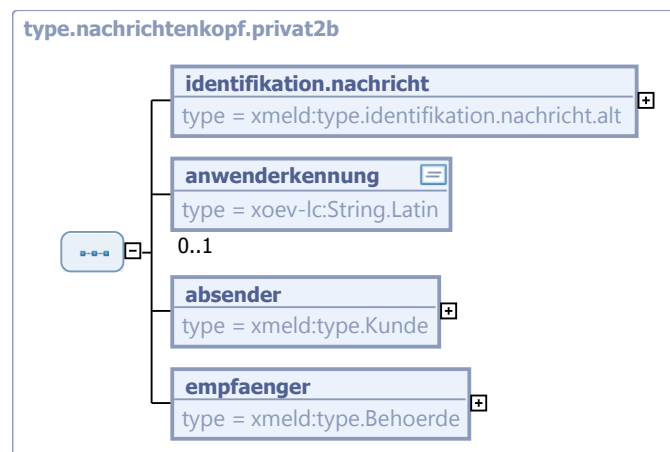 type.nachrichtenkopf.privat2b
identifikation.nachricht
type = xmeld:type.identifikation.nachricht.alt
anwenderkennung
type = xoev-lc:String.Latin
0..1
absender
type = xmeld:type.Kunde
empfaenger
type = xmeld:type.Behoerde